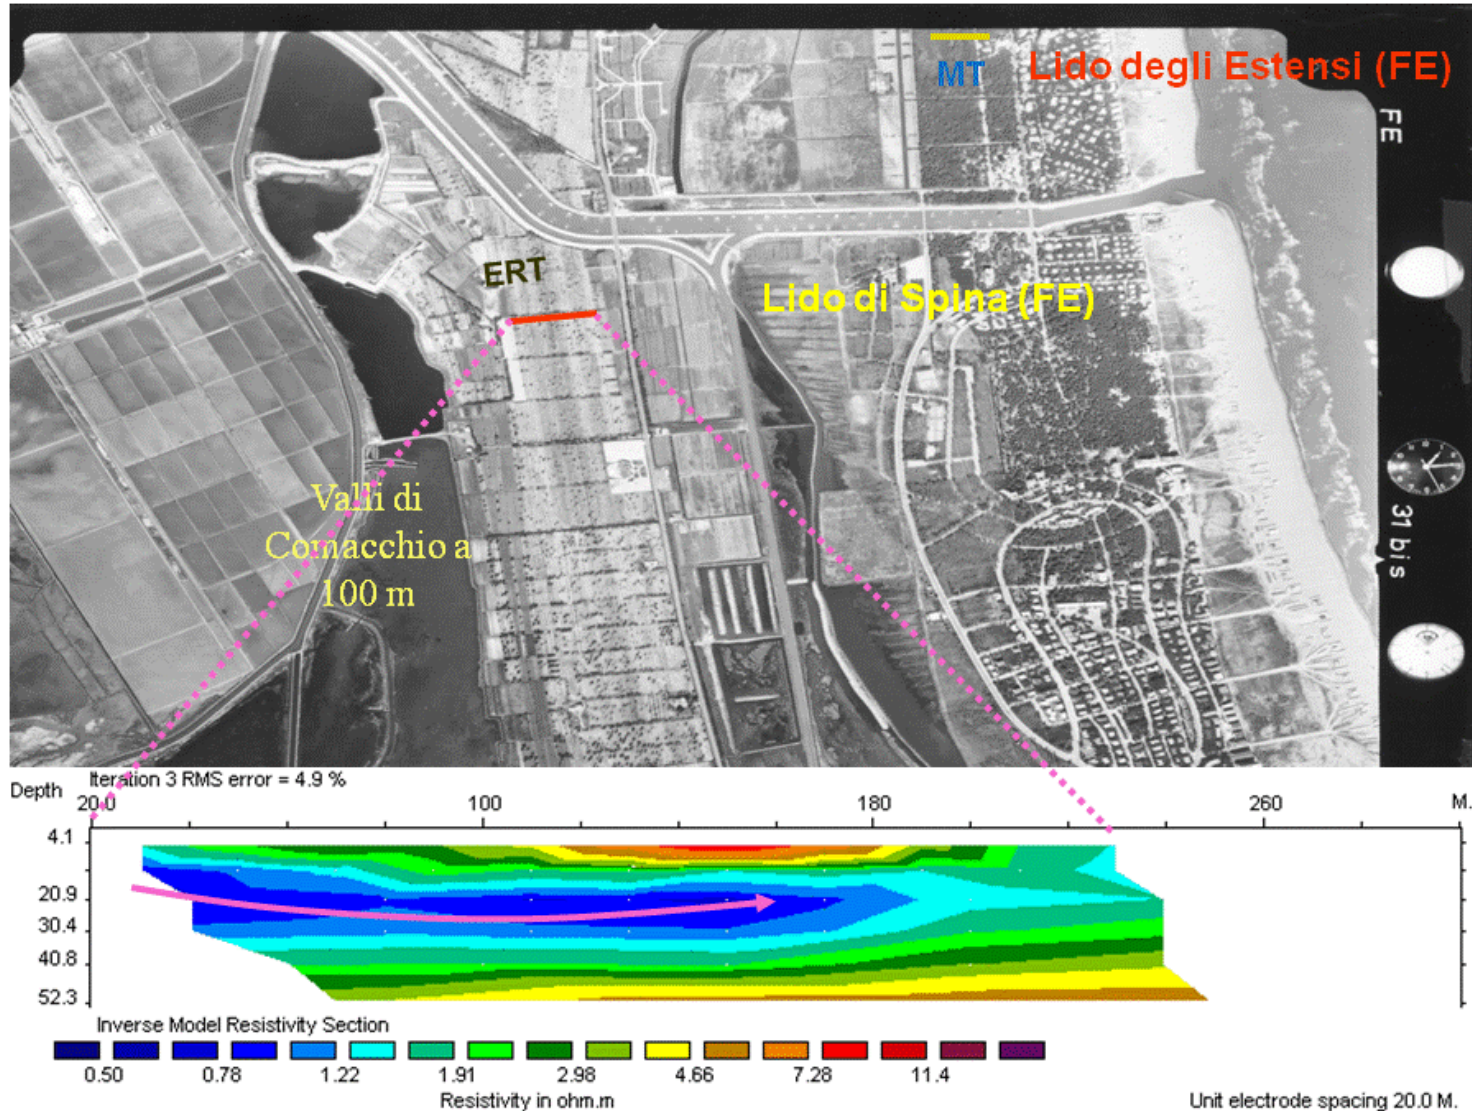 MT
Lido degli Estensi (FE)
FE
ERT
Lido di Spina (FE)
Valli di
Comacchio a
100 m
31 bis
Depth
Iteration 3 RMS error = 4.9 %
20.0 100 180 260 M.
4.1
20.9
30.4
40.8
52.3
Inverse Model Resistivity Section
0.50 0.78 1.22 1.91 2.98 4.66 7.28 11.4
Resistivity in ohm.m
Unit electrode spacing 20.0 M.